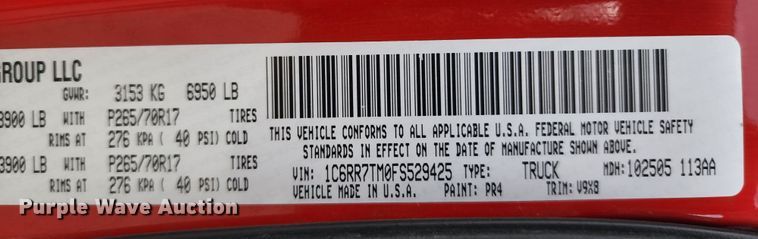 GROUP LLC
GVWR: 3153 KG 6950 LB
3900 LB WITH P265/70R17 TIRES
RIMS AT 276 KPA ( 40 PSI) COLD
3900 LB WITH P265/70R17 TIRES
RIMS AT 276 KPA ( 40 PSI) COLD
THIS VEHICLE CONFORMS TO ALL APPLICABLE U.S.A. FEDERAL MOTOR VEHICLE SAFETY
STANDARDS IN EFFECT ON THE DATE OF MANUFACTURE SHOWN ABOVE.
VIN: 1C6RR7TM0FS529425 TYPE: TRUCK MDH: 102505 113AA
VEHICLE MADE IN U.S.A. PAINT: PR4 TRIM: V9X8
Purple Wave Auction